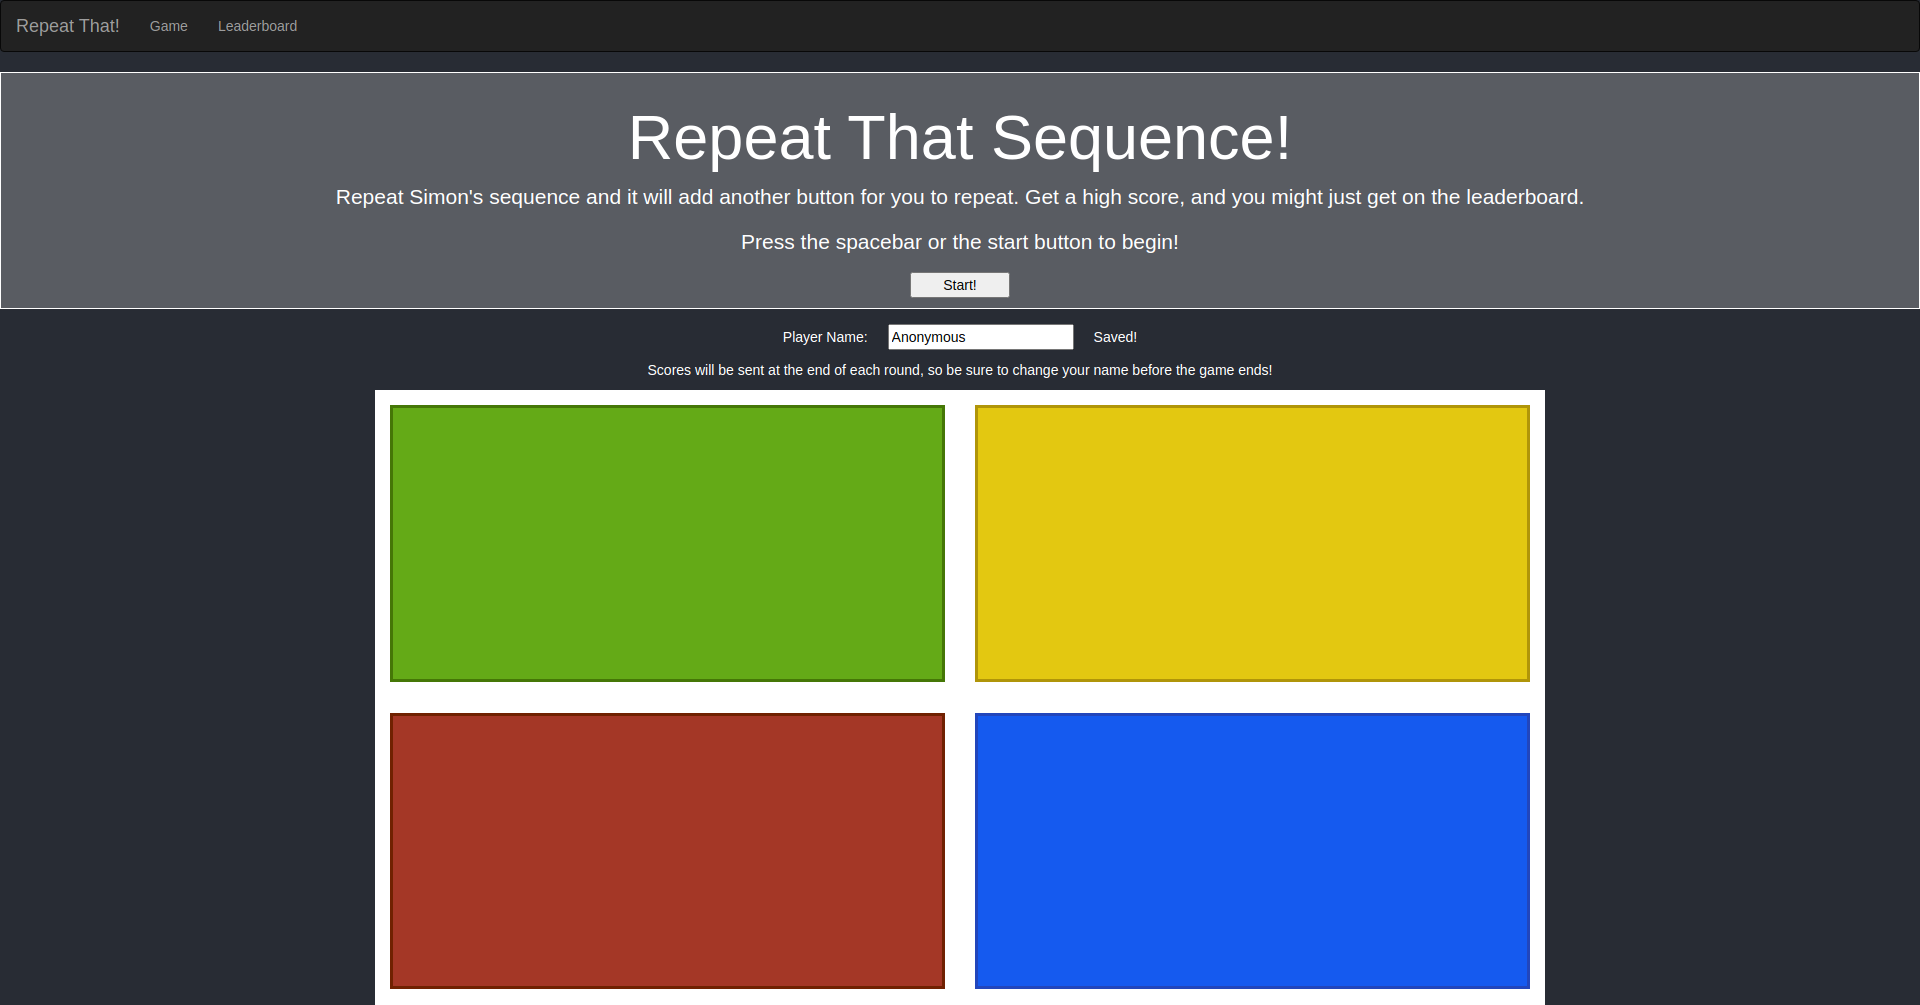 Repeat That! Game Leaderboard
Repeat That Sequence!
Repeat Simon's sequence and it will add another button for you to repeat. Get a high score, and you might just get on the leaderboard.
Press the spacebar or the start button to begin!
Start!
Player Name: Anonymous Saved!
Scores will be sent at the end of each round, so be sure to change your name before the game ends!